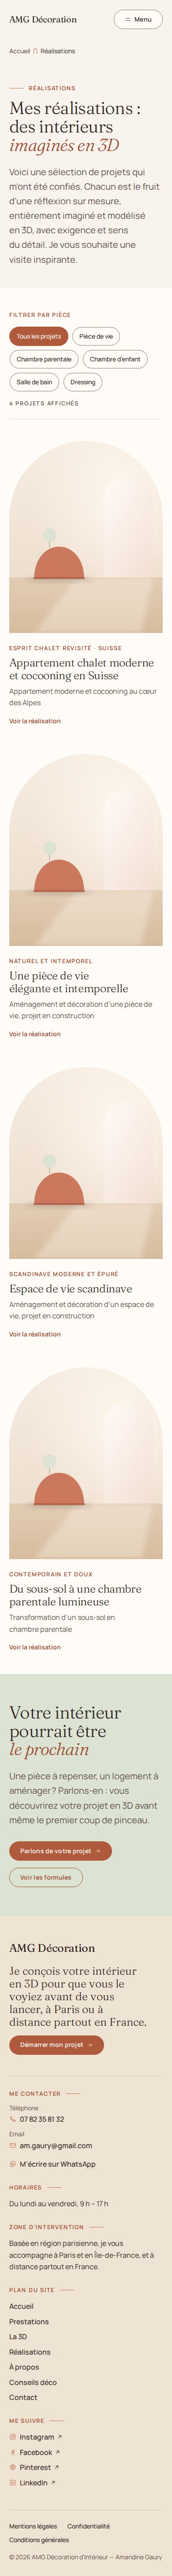 AMG Décoration
Menu
Accueil
Réalisations
RÉALISATIONS
Mes réalisations :
des intérieurs
imaginés en 3D
Voici une sélection de projets qui
m'ont été confiés. Chacun est le fruit
d'une réflexion sur mesure,
entièrement imaginé et modélisé
en 3D, avec exigence et sens
du détail. Je vous souhaite une
visite inspirante.
FILTRER PAR PIÈCE
Tous les projets
Pièce de vie
Chambre parentale
Chambre d'enfant
Salle de bain
Dressing
4 PROJETS AFFICHÉS
ESPRIT CHALET REVISITÉ · SUISSE
Appartement chalet moderne
et cocooning en Suisse
Appartement moderne et cocooning au cœur
des Alpes
Voir la réalisation
NATUREL ET INTEMPOREL
Une pièce de vie
élégante et intemporelle
Aménagement et décoration d'une pièce de
vie, projet en construction
Voir la réalisation
SCANDINAVE MODERNE ET ÉPURÉ
Espace de vie scandinave
Aménagement et décoration d'un espace de
vie, projet en construction
Voir la réalisation
CONTEMPORAIN ET DOUX
Du sous-sol à une chambre
parentale lumineuse
Transformation d'un sous-sol en
chambre parentale
Voir la réalisation
Votre intérieur
pourrait être
le prochain
Une pièce à repenser, un logement à
aménager ? Parlons-en : vous
découvrirez votre projet en 3D avant
même le premier coup de pinceau.
Parlons de votre projet →
Voir les formules
AMG Décoration
Je conçois votre intérieur
en 3D pour que vous le
voyiez avant de vous
lancer, à Paris ou à
distance partout en France.
Démarrer mon projet →
ME CONTACTER
Téléphone
07 82 35 81 32
Email
am.gaury@gmail.com
M'écrire sur WhatsApp
HORAIRES
Du lundi au vendredi, 9 h – 17 h
ZONE D'INTERVENTION
Basée en région parisienne, je vous
accompagne à Paris et en Île-de-France, et à
distance partout en France.
PLAN DU SITE
Accueil
Prestations
La 3D
Réalisations
À propos
Conseils déco
Contact
ME SUIVRE
Instagram ↗
Facebook ↗
Pinterest ↗
LinkedIn ↗
Mentions légales
Confidentialité
Conditions générales
© 2026 AMG Décoration d'Intérieur — Amandine Gaury